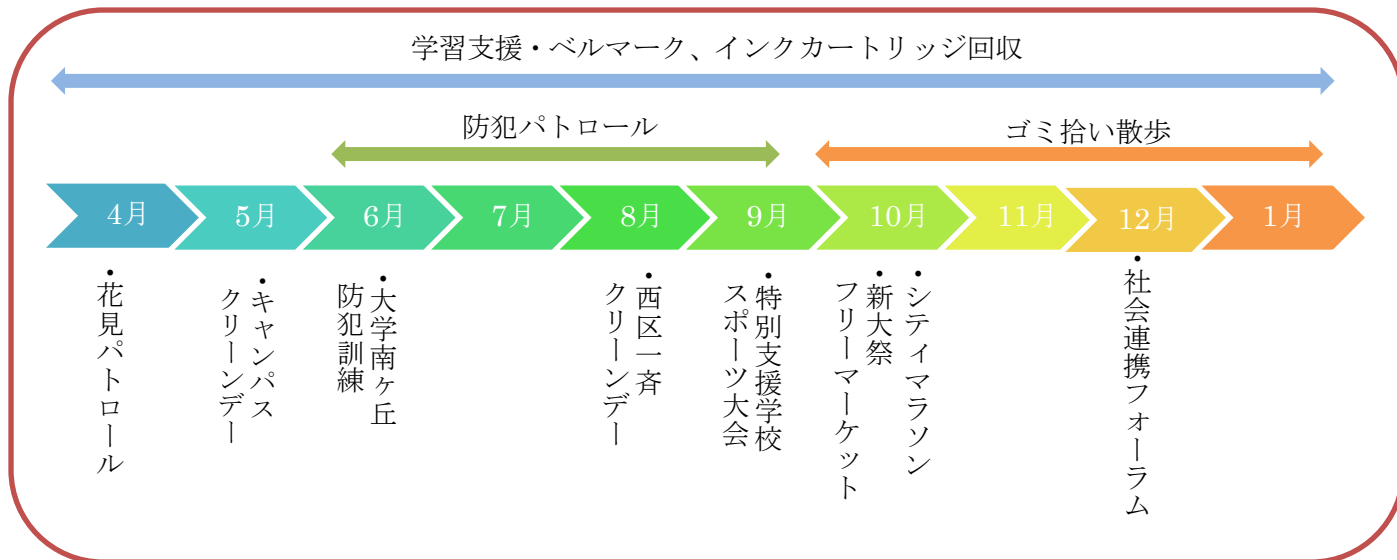 学習支援・ベルマーク、インクカートリッジ回収
防犯パトロール
ゴミ拾い散歩
4月
5月
6月
7月
8月
9月
10月
11月
12月
1月
・花見パトロール
・キャンパス
クリーンデー
・大学南ヶ丘
防犯訓練
・西区一斉
クリーンデー
・特別支援学校
スポーツ大会
・シティマラソン
・新大祭
フリーマーケット
・社会連携フォーラム